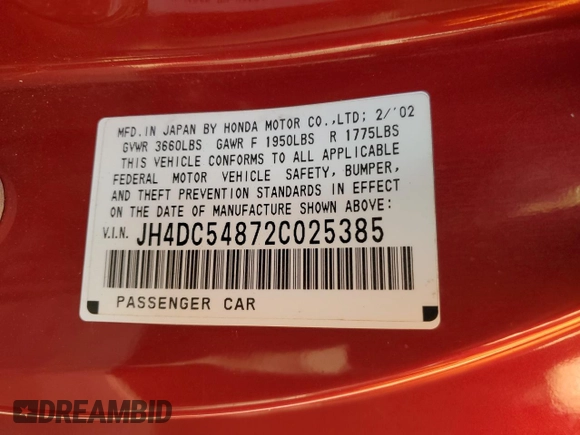 MFD.IN JAPAN BY HONDA MOTOR CO.,LTD; 2/'02
GVWR 3660LBS GAWR F 1950LBS R 1775LBS
THIS VEHICLE CONFORMS TO ALL APPLICABLE
FEDERAL MOTOR VEHICLE SAFETY, BUMPER,
AND THEFT PREVENTION STANDARDS IN EFFECT
ON THE DATE OF MANUFACTURE SHOWN ABOVE:
V.I.N. JH4DC54872C025385
PASSENGER CAR
DREAMBID